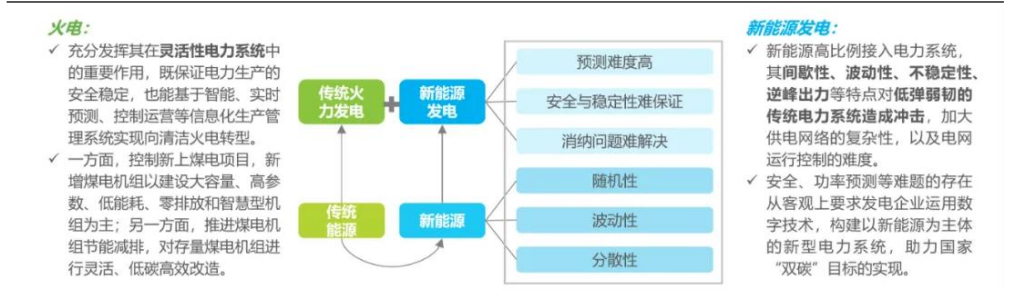 火电：
✓ 充分发挥其在灵活性电力系统中
的重要作用，既保证电力生产的
安全稳定，也能基于智能、实时
预测、控制运营等信息化生产管
理系统实现向清洁火电转型。
✓ 一方面，控制新上煤电项目，新
增煤电机组以建设大容量、高参
数、低能耗、零排放和智慧型机
组为主；另一方面，推进煤电机
组节能减排，对存量煤电机组进
行灵活、低碳高效改造。
传统火
力发电
+
新能源
发电
传统
能源
新能源
预测难度高
安全与稳定性难保证
消纳问题难解决
随机性
波动性
分散性
新能源发电：
✓ 新能源高比例接入电力系统，
其间歇性、波动性、不稳定性、
逆峰出力等特点对低弹弱韧的
传统电力系统造成冲击，加大
供电网络的复杂性，以及电网
运行控制的难度。
✓ 安全、功率预测等难题的存在
从客观上要求发电企业运用数
字技术，构建以新能源为主体
的新型电力系统，助力国家
“双碳”目标的实现。